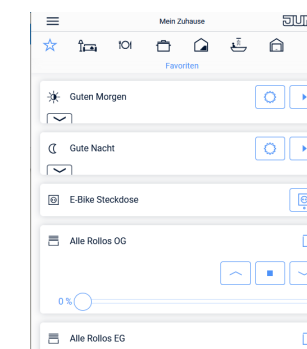 Mein Zuhause
Favoriten
Guten Morgen
Gute Nacht
E-Bike Steckdose
Alle Rollos OG
0 %
Alle Rollos EG